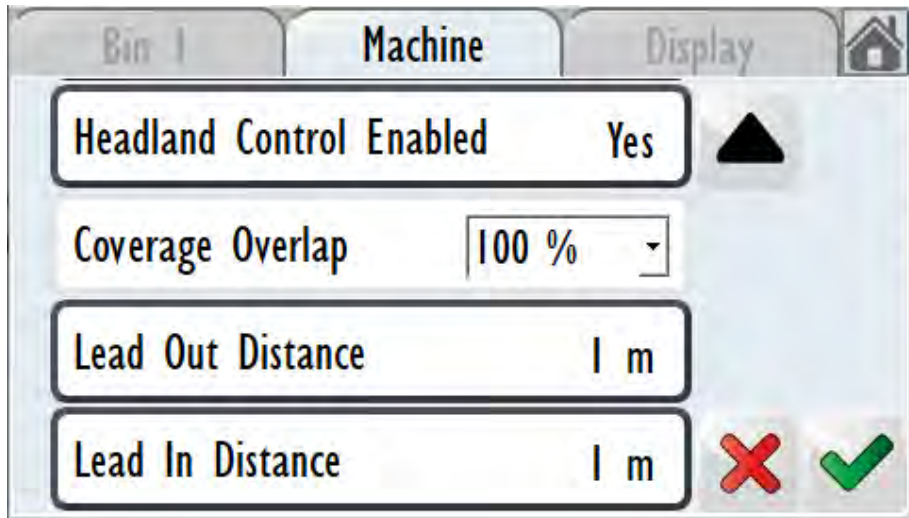 Bin 1 Machine Display
Headland Control Enabled Yes
Coverage Overlap 100 %
Lead Out Distance 1 m
Lead In Distance 1 m